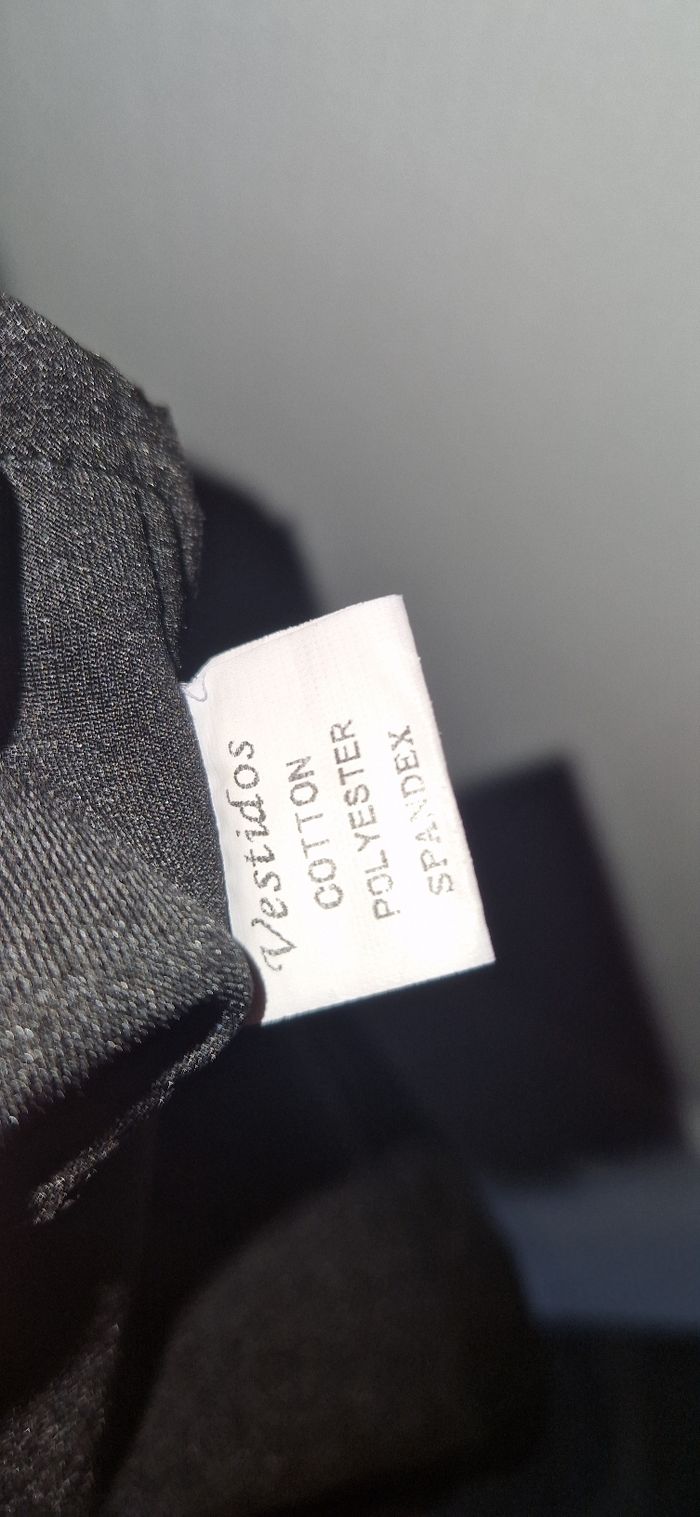 Vestidos
COTTON
POLYESTER
SPANDEX